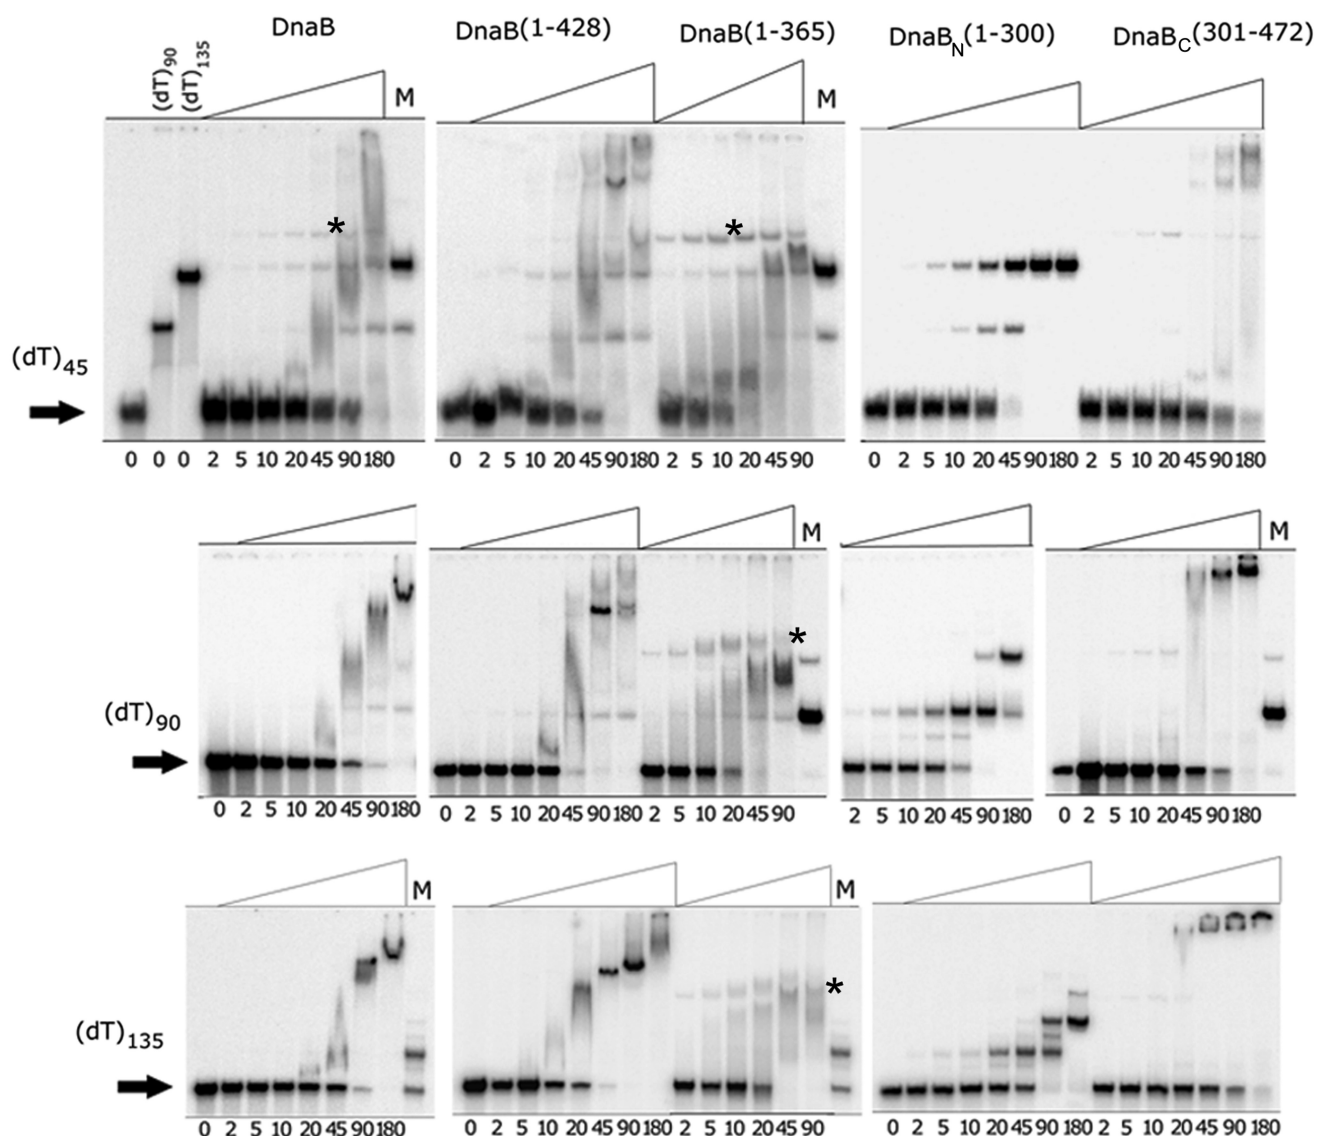 DnaB DnaB(1-428) DnaB(1-365) DnaB_N(1-300) DnaB_C(301-472)
(dT)90 (dT)135 M M
* *
(dT)45
0 0 0 2 5 10 20 45 90 180 0 2 5 10 20 45 90 180 2 5 10 20 45 90 0 2 5 10 20 45 90 180 2 5 10 20 45 90 180
M M
*
(dT)90
0 2 5 10 20 45 90 180 0 2 5 10 20 45 90 180 2 5 10 20 45 90 2 5 10 20 45 90 180 0 2 5 10 20 45 90 180
M M
*
(dT)135
0 2 5 10 20 45 90 180 0 2 5 10 20 45 90 180 2 5 10 20 45 90 0 2 5 10 20 45 90 180 2 5 10 20 45 90 180